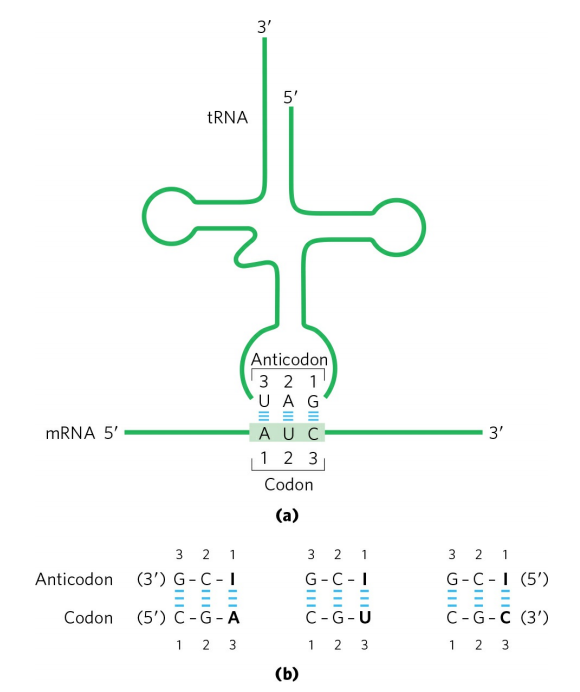 3′
5′
tRNA
Anticodon
3 2 1
U A G
mRNA 5′ A U C 3′
1 2 3
Codon
(a)
3 2 1 3 2 1 3 2 1
Anticodon (3′) G-C-I G-C-I G-C-I (5′)
Codon (5′) C-G-A C-G-U C-G-C (3′)
1 2 3 1 2 3 1 2 3
(b)